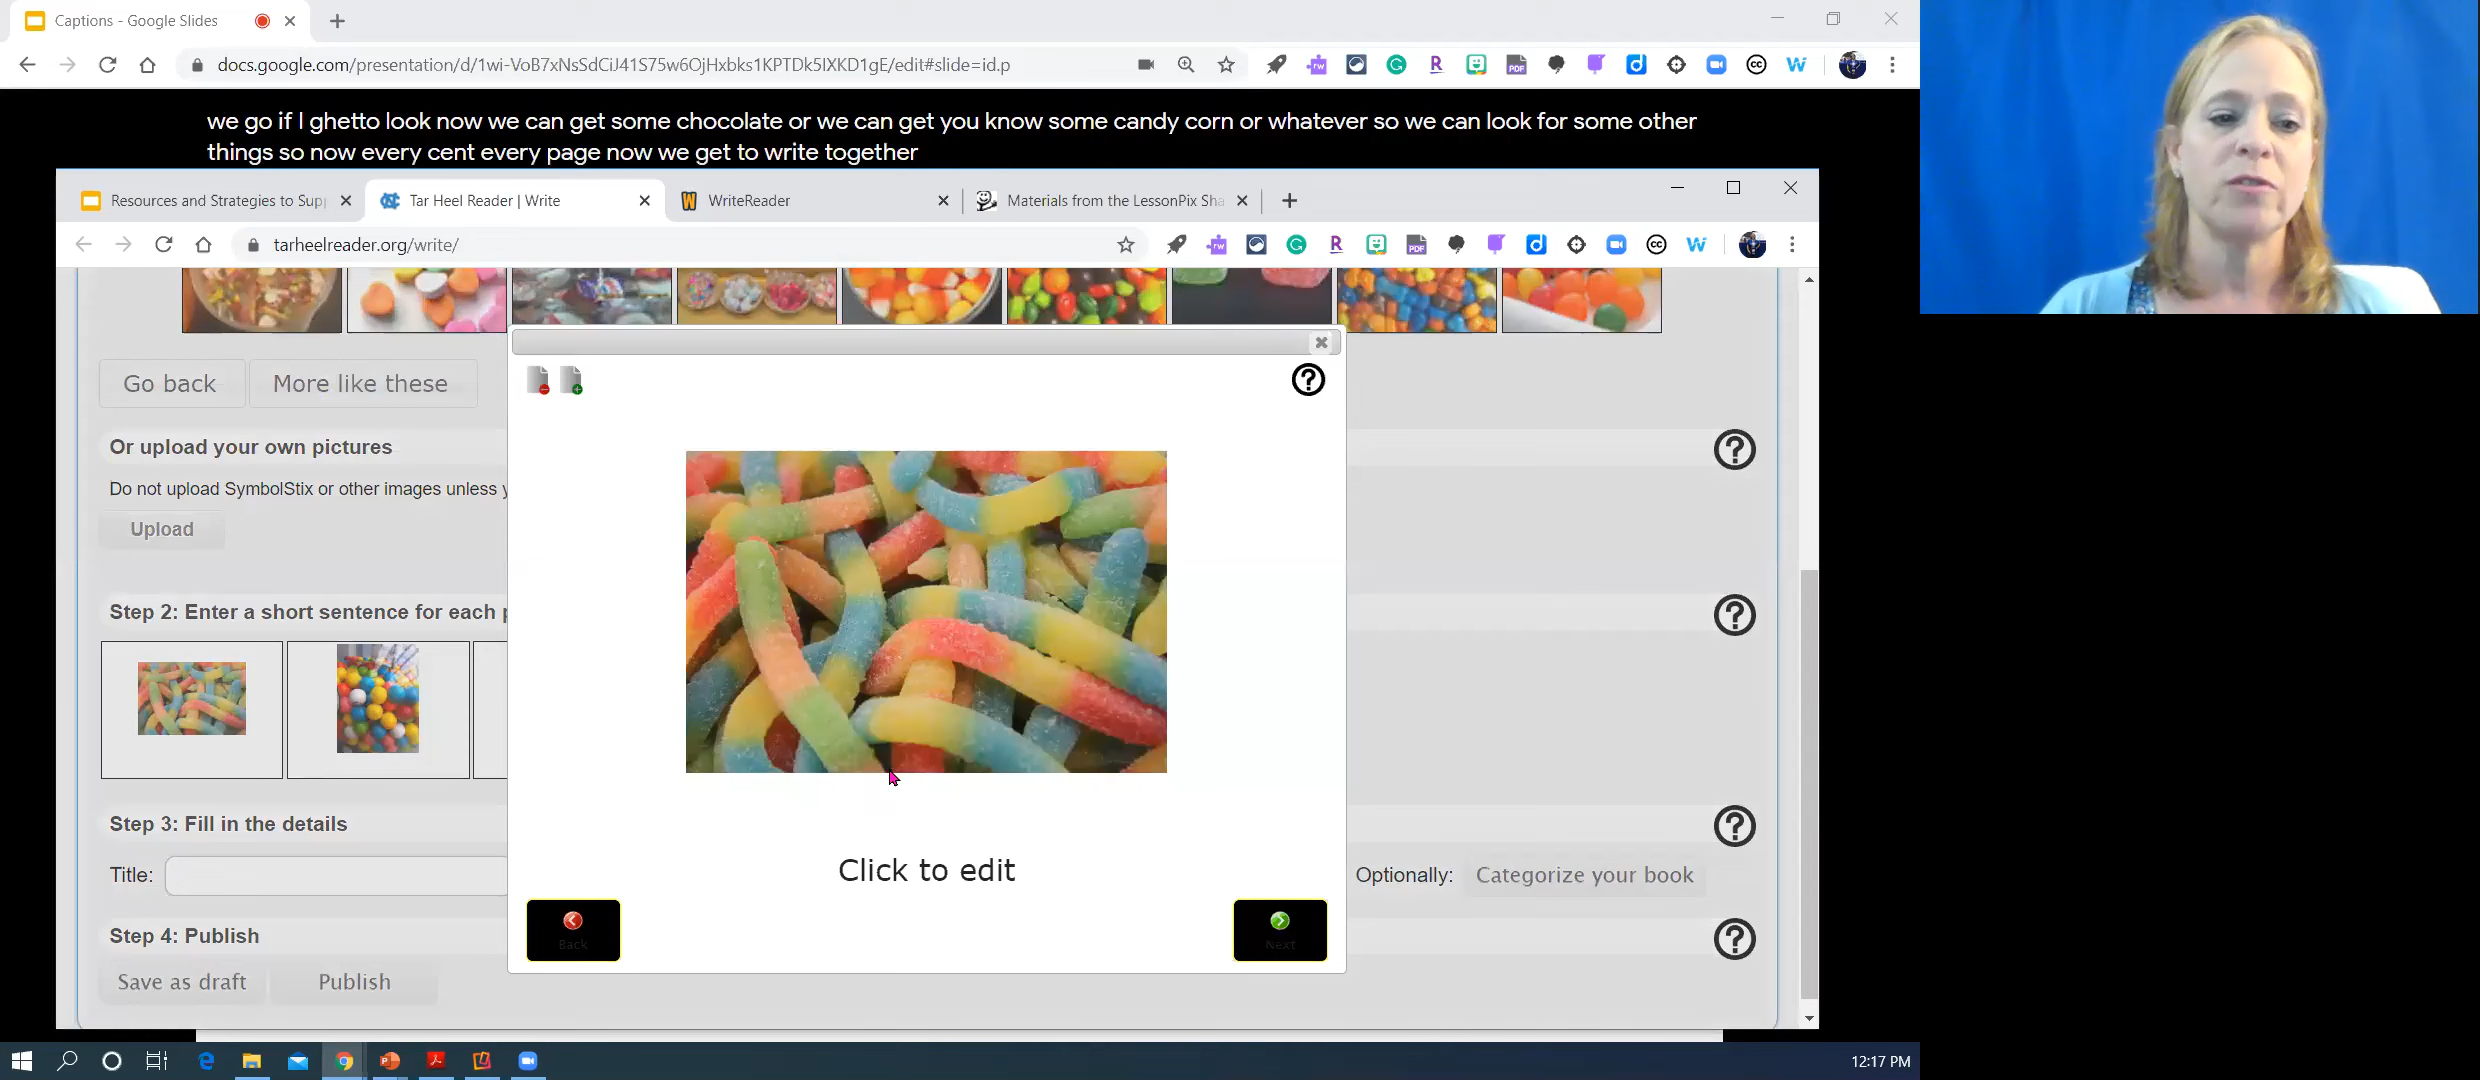 Captions - Google Slides
docs.google.com/presentation/d/1wi-VoB7xNsSdCiJ41S75w6OjHxbks1KPTDk5lXKD1gE/edit#slide=id.p
we go if I ghetto look now we can get some chocolate or we can get you know some candy corn or whatever so we can look for some other
things so now every cent every page now we get to write together
Resources and Strategies to Supp
Tar Heel Reader | Write
WriteReader
Materials from the LessonPix Sha
tarheelreader.org/write/
Go back
More like these
Or upload your own pictures
Do not upload SymbolStix or other images unless y
Upload
Step 2: Enter a short sentence for each p
Step 3: Fill in the details
Title:
Click to edit
Optionally:
Categorize your book
Back
Next
Step 4: Publish
Save as draft
Publish
12:17 PM